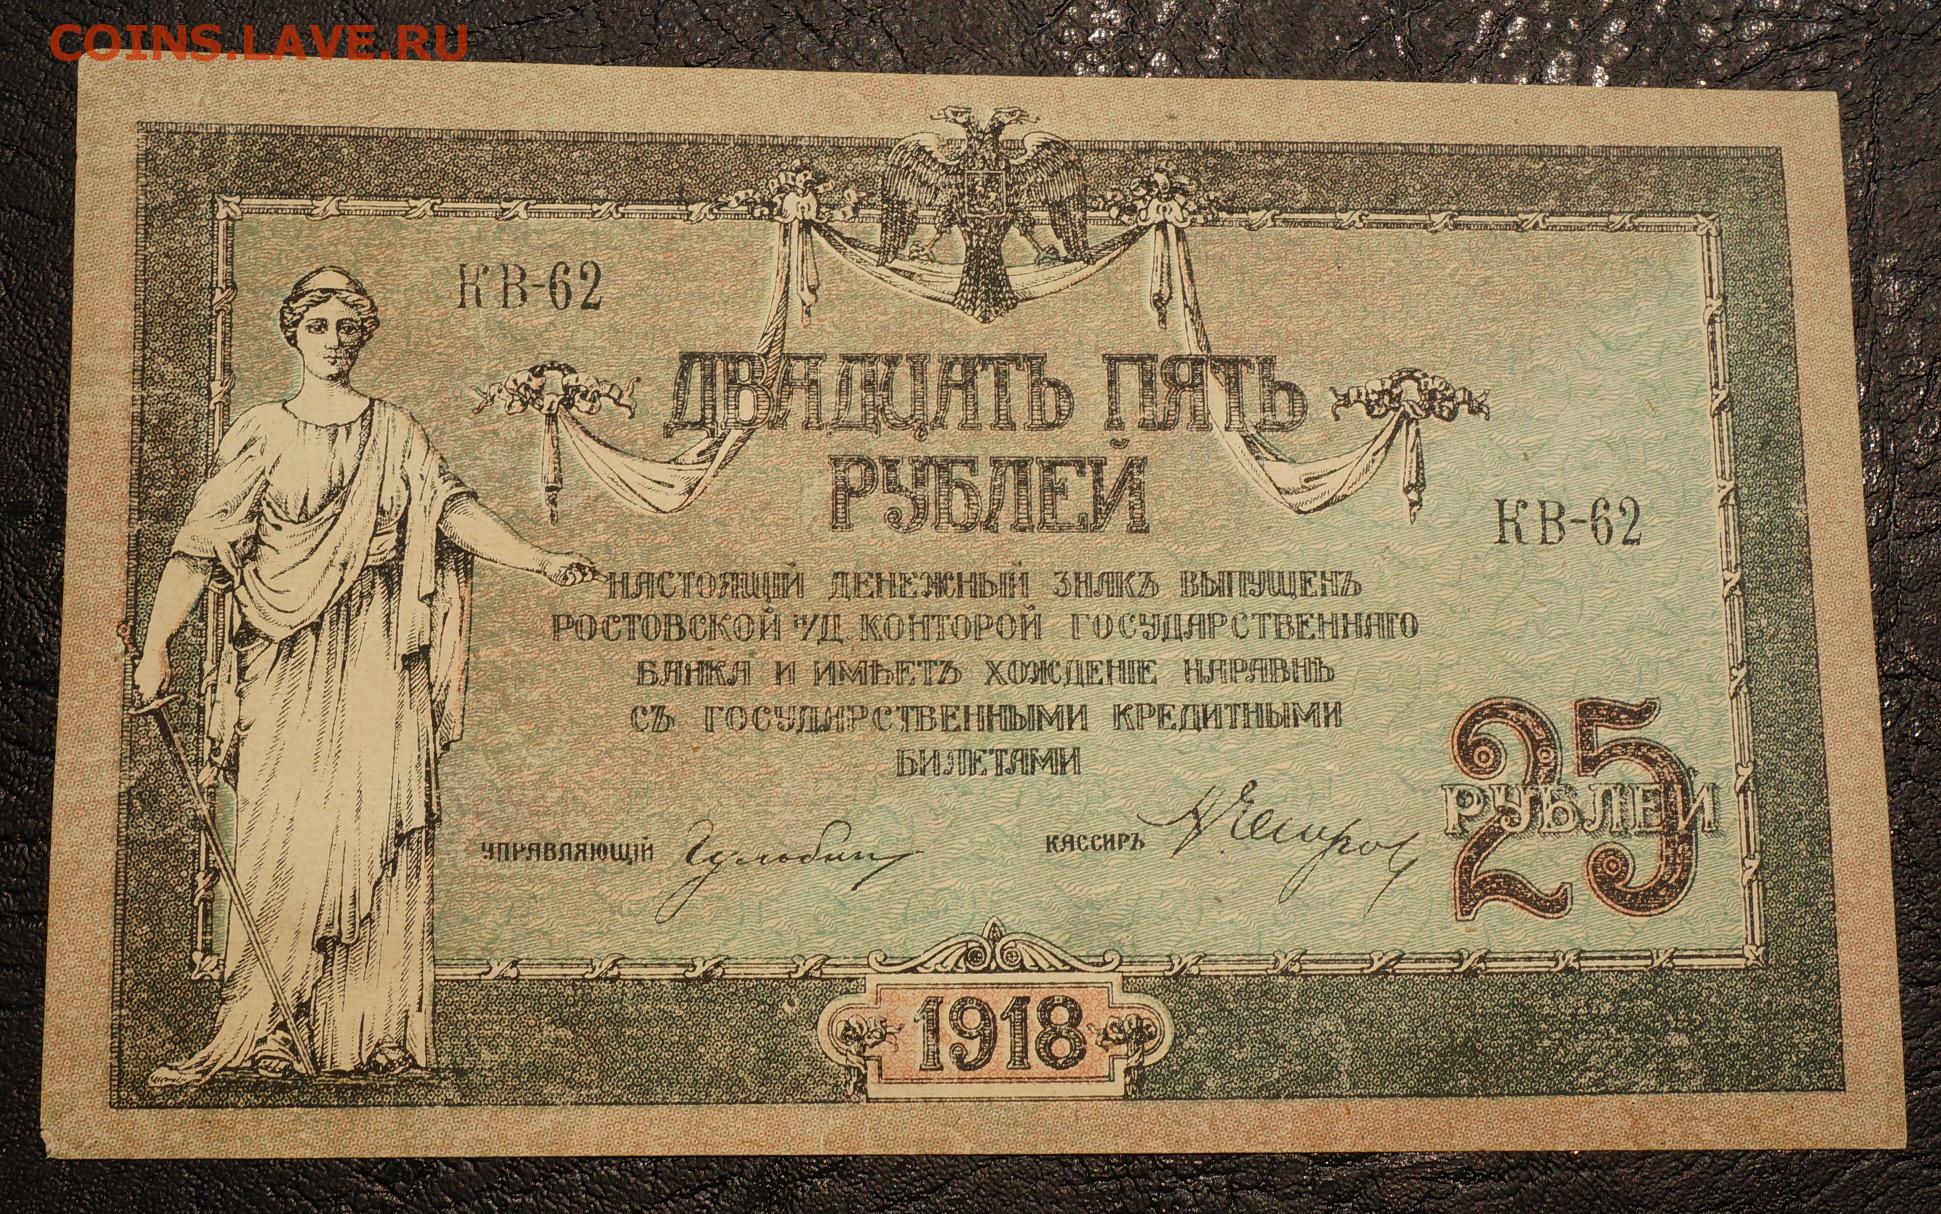 COINS.LAVE.RU
КВ-62
ДВАДЦАТЬ ПЯТЬ
РУБЛЕЙ
КВ-62
НАСТОЯЩІЙ ДЕНЕЖНЫЙ ЗНАКЪ ВЫПУЩЕНЪ
РОСТОВСКОЙ н/Д. КОНТОРОЙ ГОСУДАРСТВЕННАГО
БАНКА И ИМѢЕТЪ ХОЖДЕНІЕ НАРАВНѢ
СЪ ГОСУДАРСТВЕННЫМИ КРЕДИТНЫМИ
БИЛЕТАМИ
25
РУБЛЕЙ
УПРАВЛЯЮЩІЙ
КАССИРЪ
1918